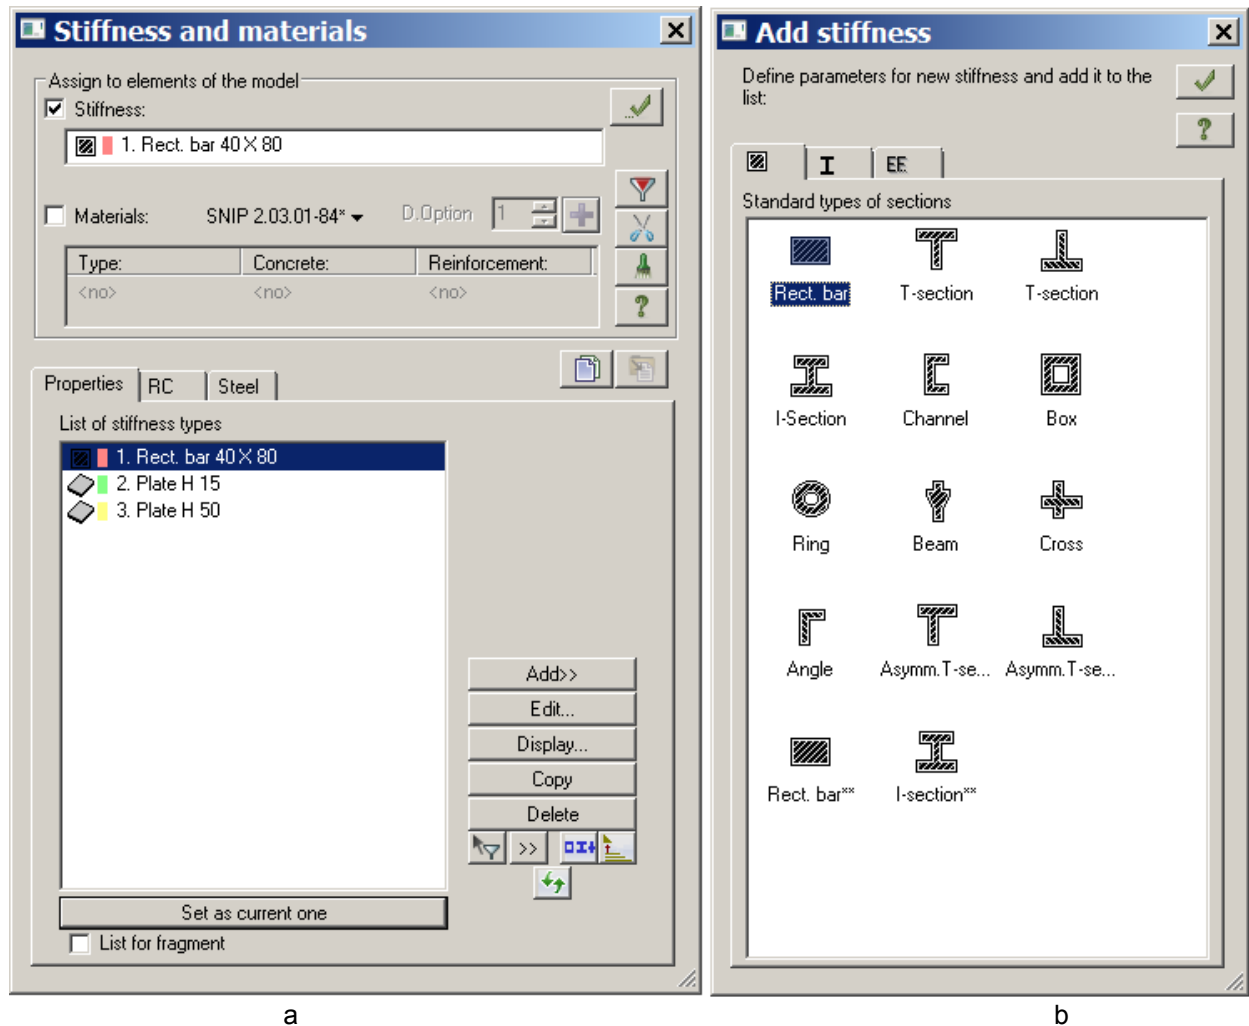 Stiffness and materials
Assign to elements of the model
Stiffness:
1. Rect. bar 40 X 80
Materials: SNIP 2.03.01-84* D.Option 1
Type: Concrete: Reinforcement:
<no> <no> <no>
Properties RC Steel
List of stiffness types
1. Rect. bar 40 X 80
2. Plate H 15
3. Plate H 50
Add>>
Edit...
Display...
Copy
Delete
>>
Set as current one
List for fragment
a
Add stiffness
Define parameters for new stiffness and add it to the
list:
I EE
Standard types of sections
Rect. bar T-section T-section
I-Section Channel Box
Ring Beam Cross
Angle Asymm.T-se... Asymm.T-se...
Rect. bar** I-section**
b